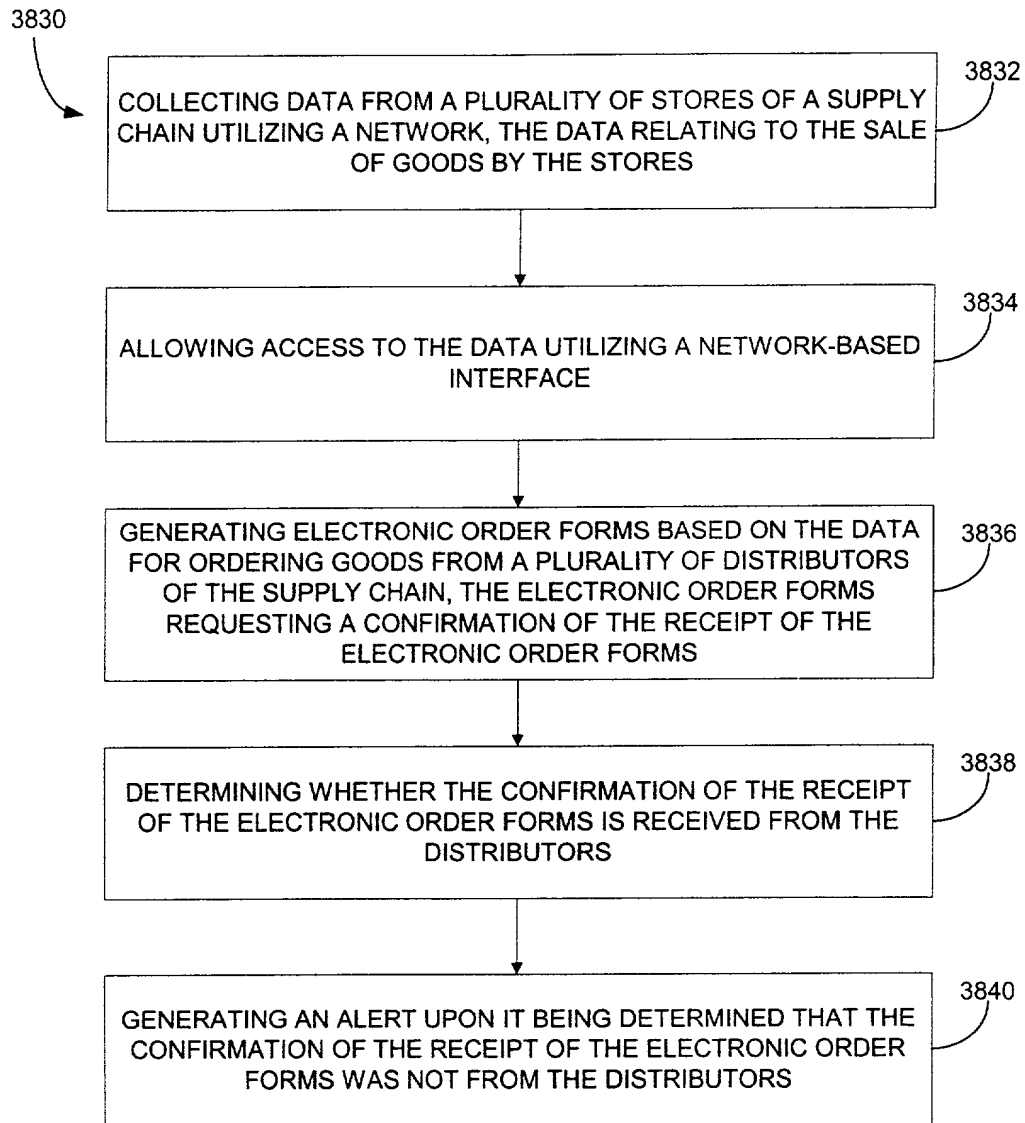 3830
3832
COLLECTING DATA FROM A PLURALITY OF STORES OF A SUPPLY
CHAIN UTILIZING A NETWORK, THE DATA RELATING TO THE SALE
OF GOODS BY THE STORES
3834
ALLOWING ACCESS TO THE DATA UTILIZING A NETWORK-BASED
INTERFACE
3836
GENERATING ELECTRONIC ORDER FORMS BASED ON THE DATA
FOR ORDERING GOODS FROM A PLURALITY OF DISTRIBUTORS
OF THE SUPPLY CHAIN, THE ELECTRONIC ORDER FORMS
REQUESTING A CONFIRMATION OF THE RECEIPT OF THE
ELECTRONIC ORDER FORMS
3838
DETERMINING WHETHER THE CONFIRMATION OF THE RECEIPT
OF THE ELECTRONIC ORDER FORMS IS RECEIVED FROM THE
DISTRIBUTORS
3840
GENERATING AN ALERT UPON IT BEING DETERMINED THAT THE
CONFIRMATION OF THE RECEIPT OF THE ELECTRONIC ORDER
FORMS WAS NOT FROM THE DISTRIBUTORS